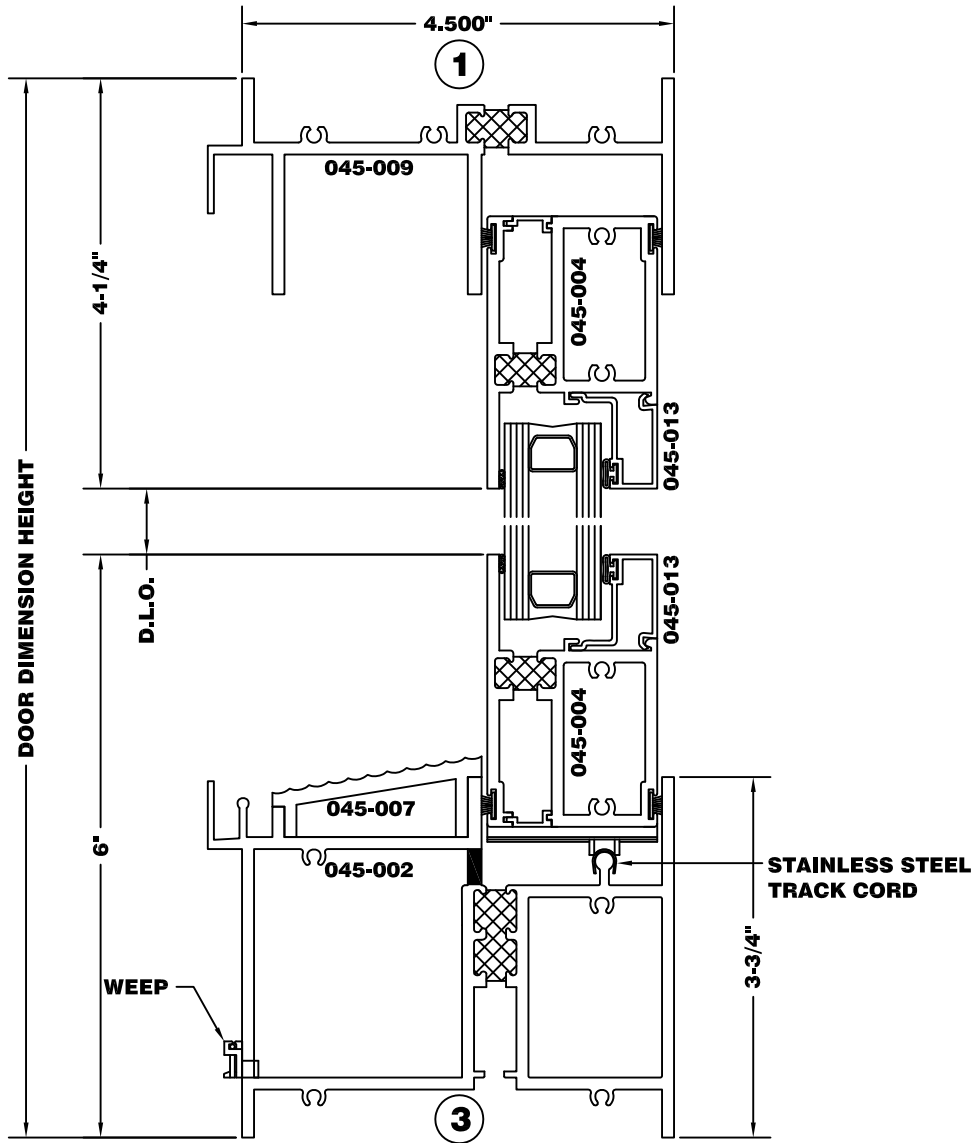 4.500"
1
045-009
4-1/4"
045-004
045-013
DOOR DIMENSION HEIGHT
D.L.O.
045-013
045-004
045-007
045-002
6"
STAINLESS STEEL
TRACK CORD
3-3/4"
WEEP
3